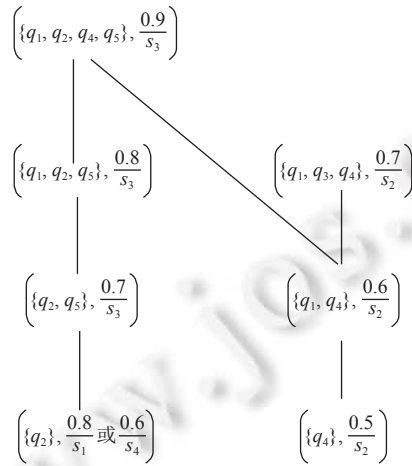 ({q1, q2, q4, q5}, 0.9/s3)
({q1, q2, q5}, 0.8/s3) ({q1, q3, q4}, 0.7/s2)
({q2, q5}, 0.7/s3) ({q1, q4}, 0.6/s2)
({q2}, 0.8/s1 或 0.6/s4) ({q4}, 0.5/s2)
www.jos.